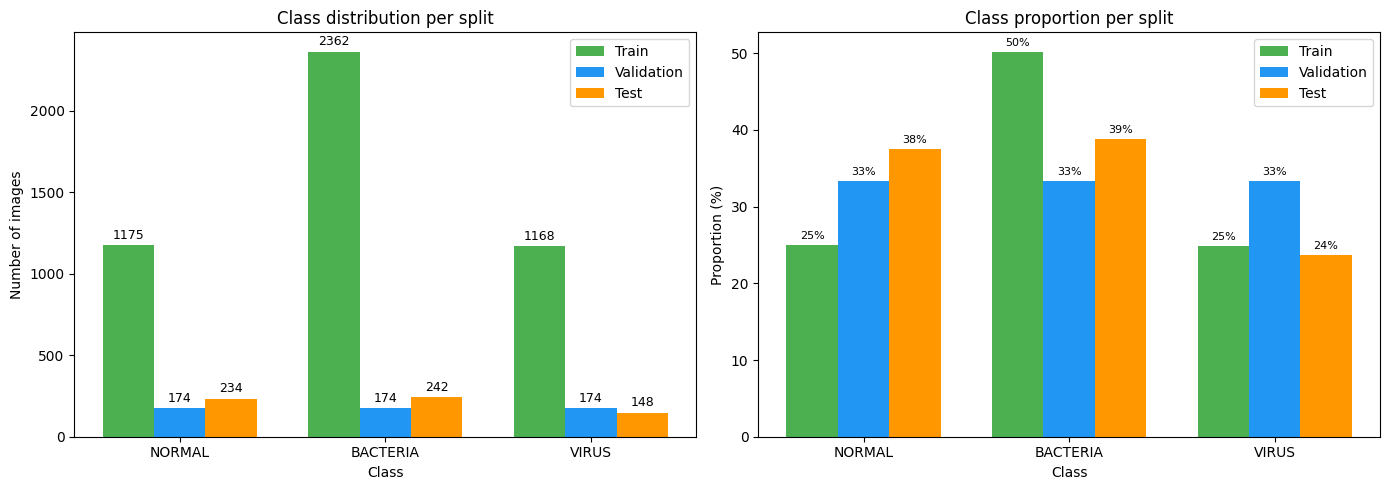 Class distribution per split
Number of images
2000
1500
1000
500
0
1175
174
234
2362
174
242
1168
174
148
Train
Validation
Test
NORMAL
BACTERIA
VIRUS
Class
Class proportion per split
Proportion (%)
50
40
30
20
10
0
25%
33%
38%
50%
33%
39%
25%
33%
24%
Train
Validation
Test
NORMAL
BACTERIA
VIRUS
Class